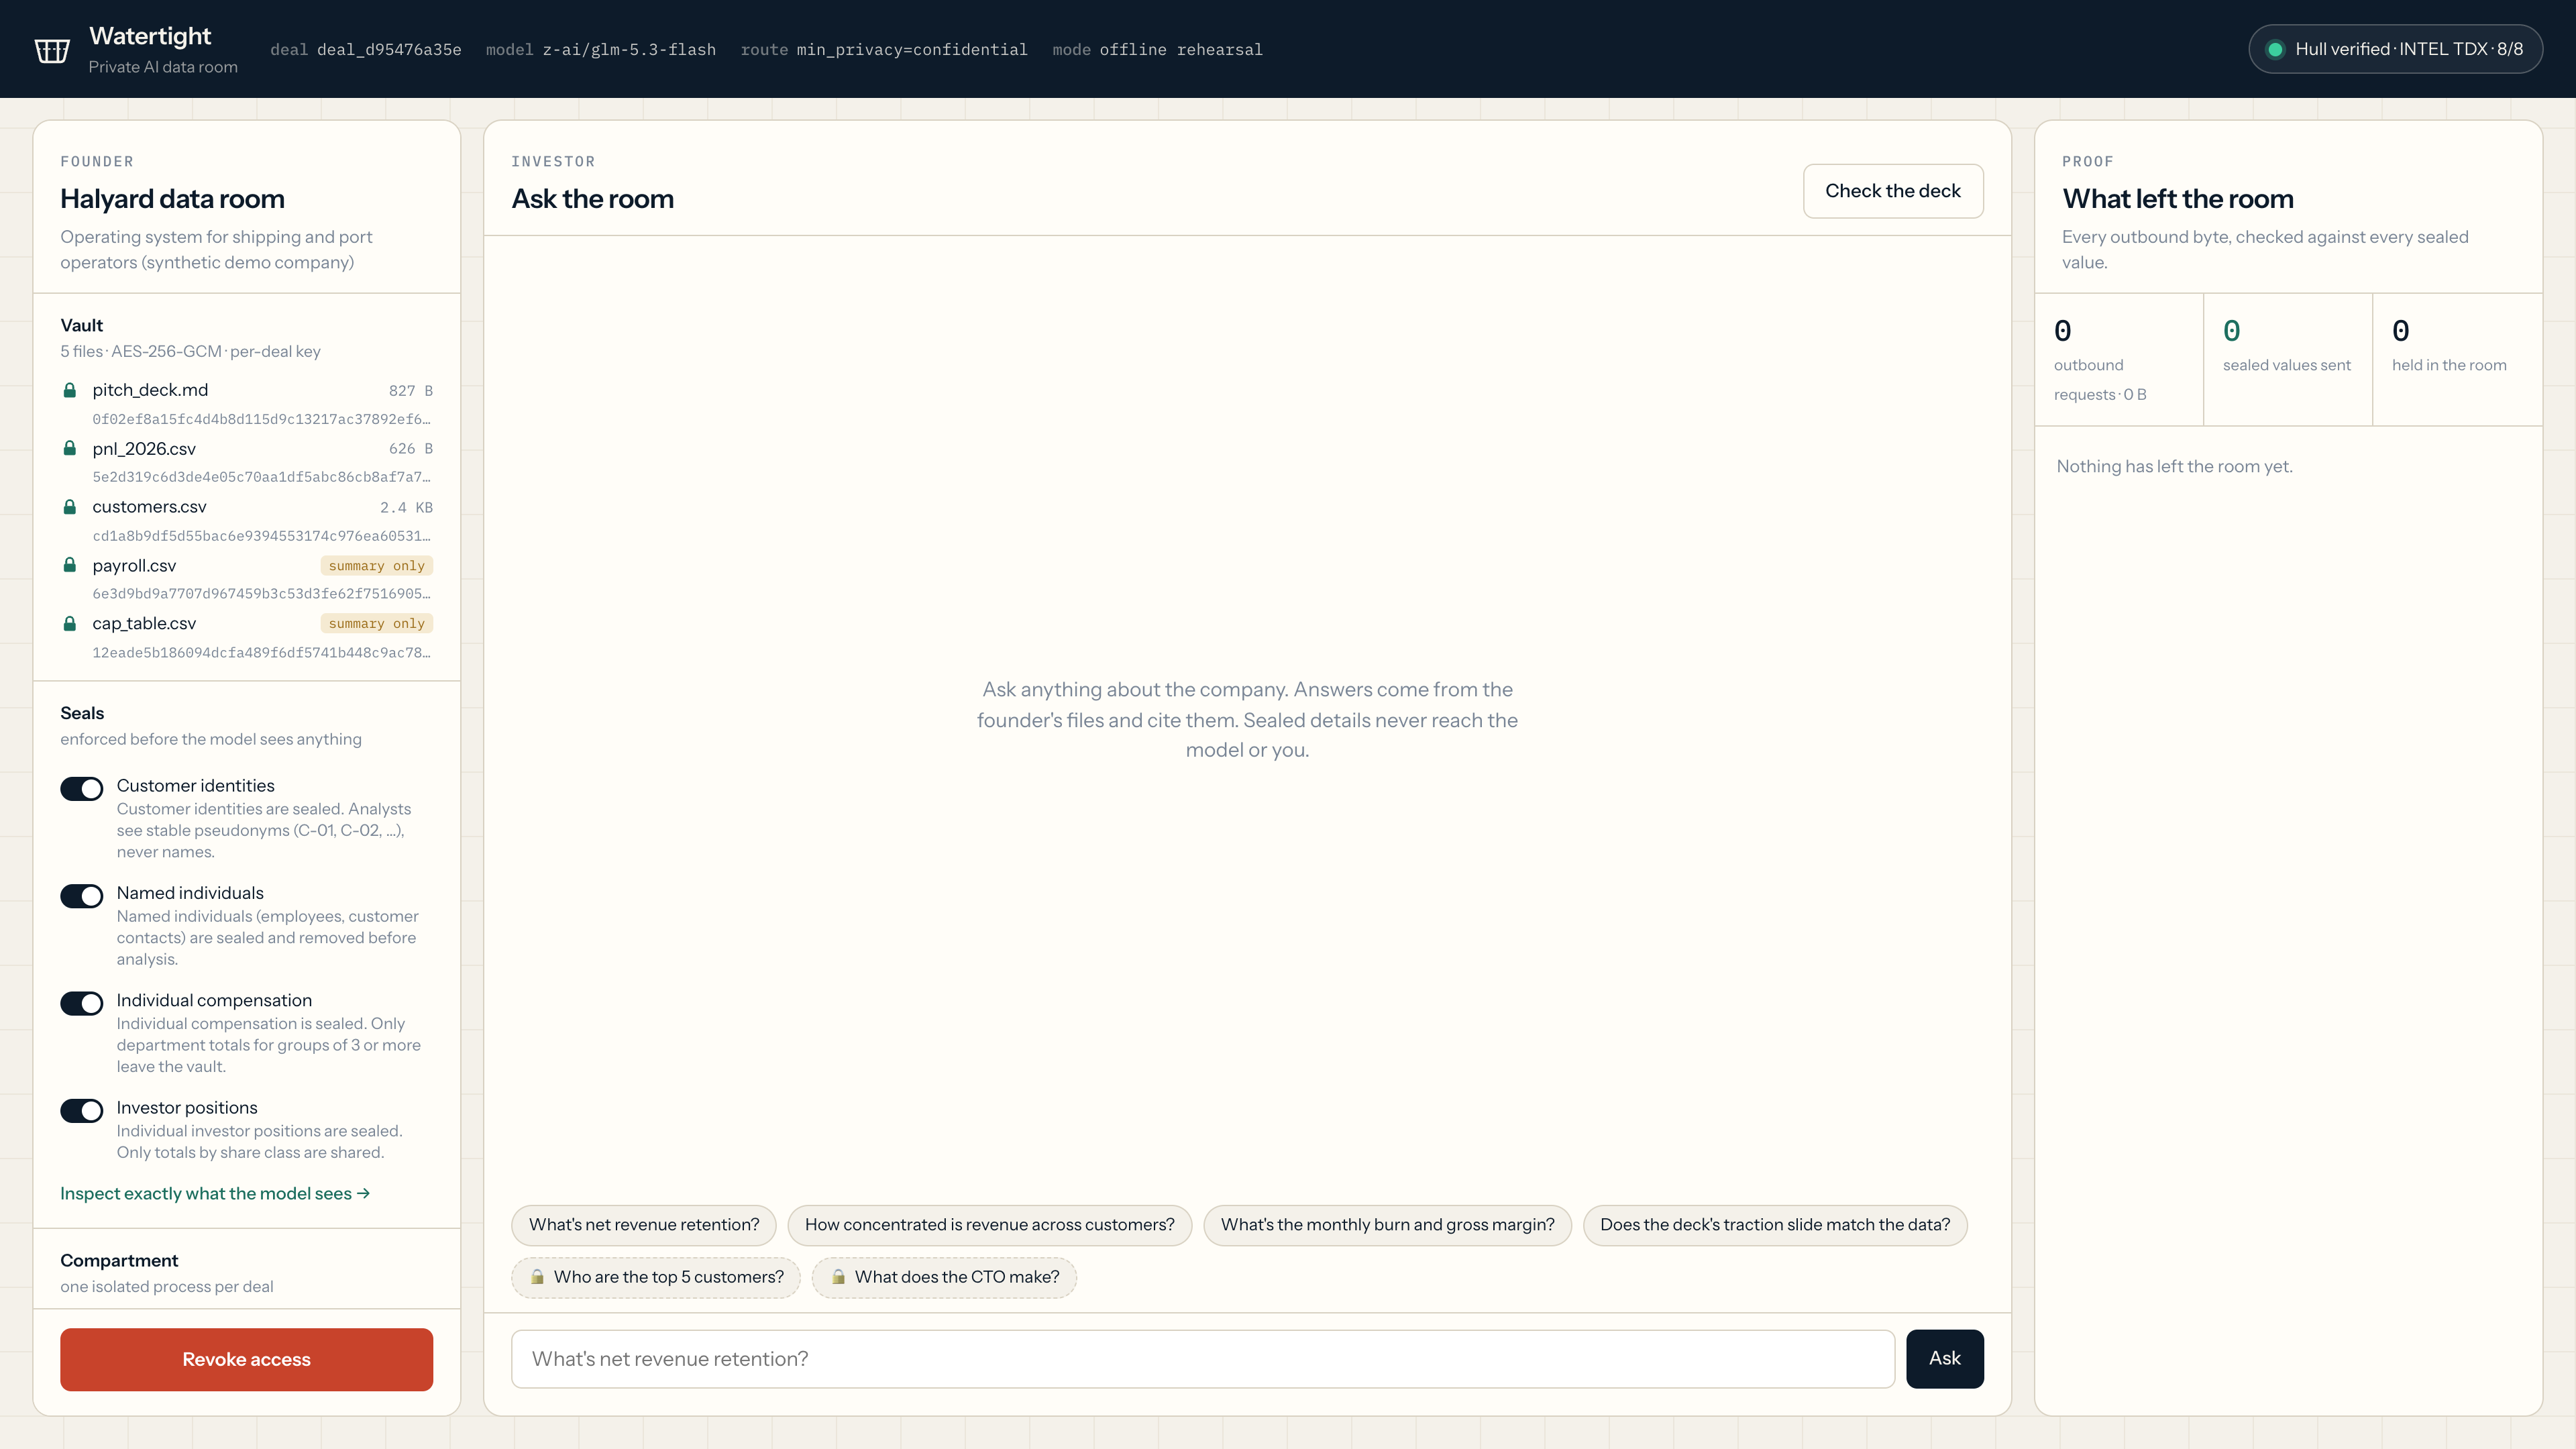 Watertight
Private AI data room
deal deal_d95476a35e model z-ai/glm-5.3-flash route min_privacy=confidential mode offline rehearsal
Hull verified · INTEL TDX · 8/8
FOUNDER
Halyard data room
Operating system for shipping and port
operators (synthetic demo company)
Vault
5 files · AES-256-GCM · per-deal key
pitch_deck.md 827 B
0f02ef8a15fc4d4b8d115d9c13217ac37892ef6…
pnl_2026.csv 626 B
5e2d319c6d3de4e05c70aa1df5abc86cb8af7a7…
customers.csv 2.4 KB
cd1a8b9df5d55bac6e9394553174c976ea60531…
payroll.csv summary only
6e3d9bd9a7707d967459b3c53d3fe62f7516905…
cap_table.csv summary only
12eade5b186094dcfa489f6df5741b448c9ac78…
Seals
enforced before the model sees anything
Customer identities
Customer identities are sealed. Analysts
see stable pseudonyms (C-01, C-02, …),
never names.
Named individuals
Named individuals (employees, customer
contacts) are sealed and removed before
analysis.
Individual compensation
Individual compensation is sealed. Only
department totals for groups of 3 or more
leave the vault.
Investor positions
Individual investor positions are sealed.
Only totals by share class are shared.
Inspect exactly what the model sees →
Compartment
one isolated process per deal
Revoke access
INVESTOR
Ask the room
Check the deck
Ask anything about the company. Answers come from the
founder's files and cite them. Sealed details never reach the
model or you.
What's net revenue retention? How concentrated is revenue across customers? What's the monthly burn and gross margin? Does the deck's traction slide match the data?
🔒 Who are the top 5 customers? 🔒 What does the CTO make?
What's net revenue retention?
Ask
PROOF
What left the room
Every outbound byte, checked against every sealed
value.
0 0 0
outbound sealed values sent held in the room
requests · 0 B
Nothing has left the room yet.